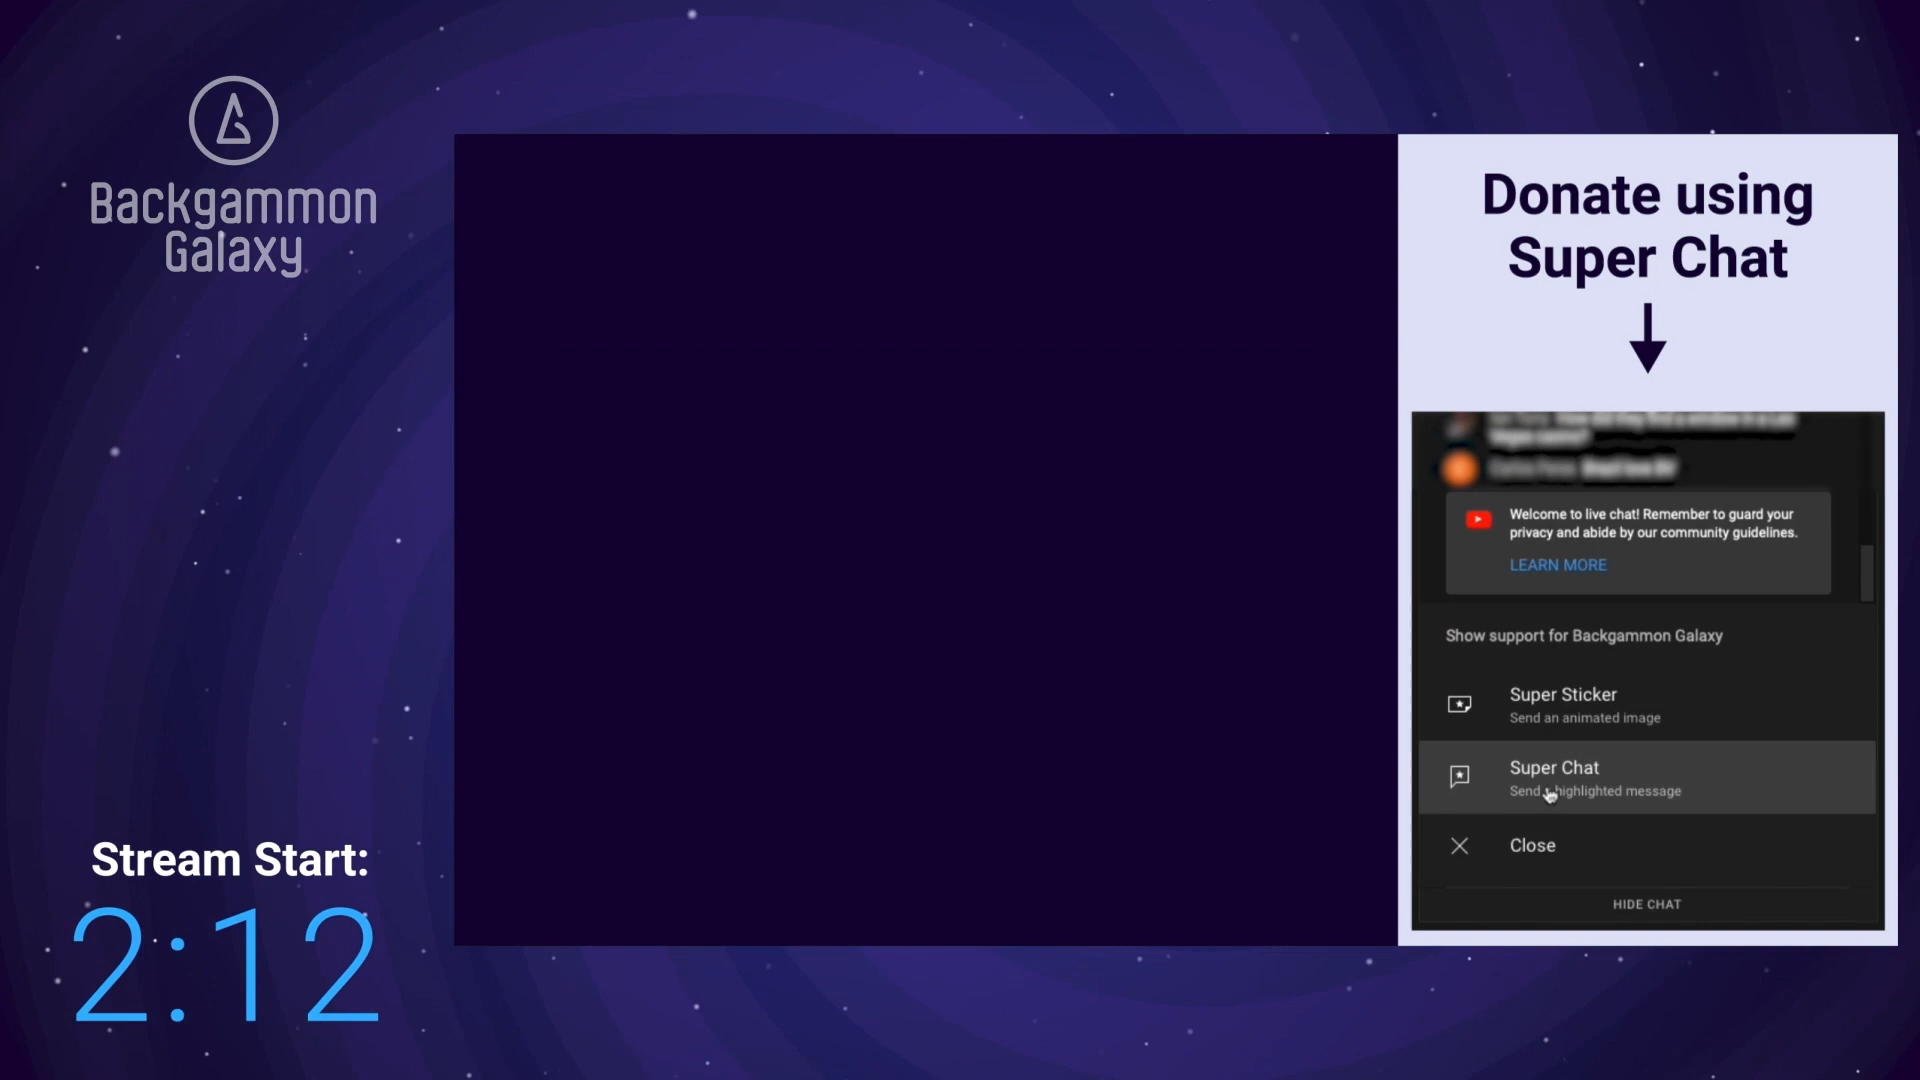 Backgammon
Galaxy
Stream Start:
2:12
Donate using
Super Chat
Welcome to live chat! Remember to guard your
privacy and abide by our community guidelines.
LEARN MORE
Show support for Backgammon Galaxy
Super Sticker
Send an animated image
Super Chat
Send highlighted message
Close
HIDE CHAT